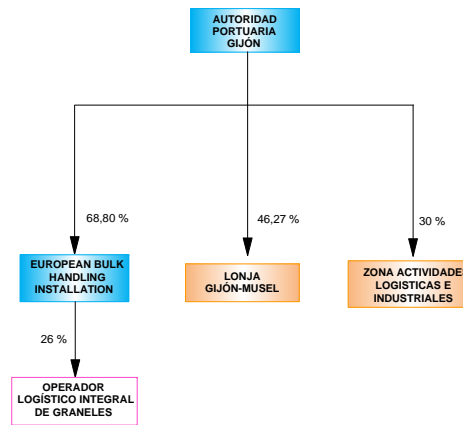 AUTORIDAD
PORTUARIA
GIJÓN
68,80 %
46,27 %
30 %
EUROPEAN BULK
HANDLING
INSTALLATION
LONJA
GIJÓN-MUSEL
ZONA ACTIVIDADE
LOGISTICAS E
INDUSTRIALES
26 %
OPERADOR
LOGÍSTICO INTEGRAL
DE GRANELES